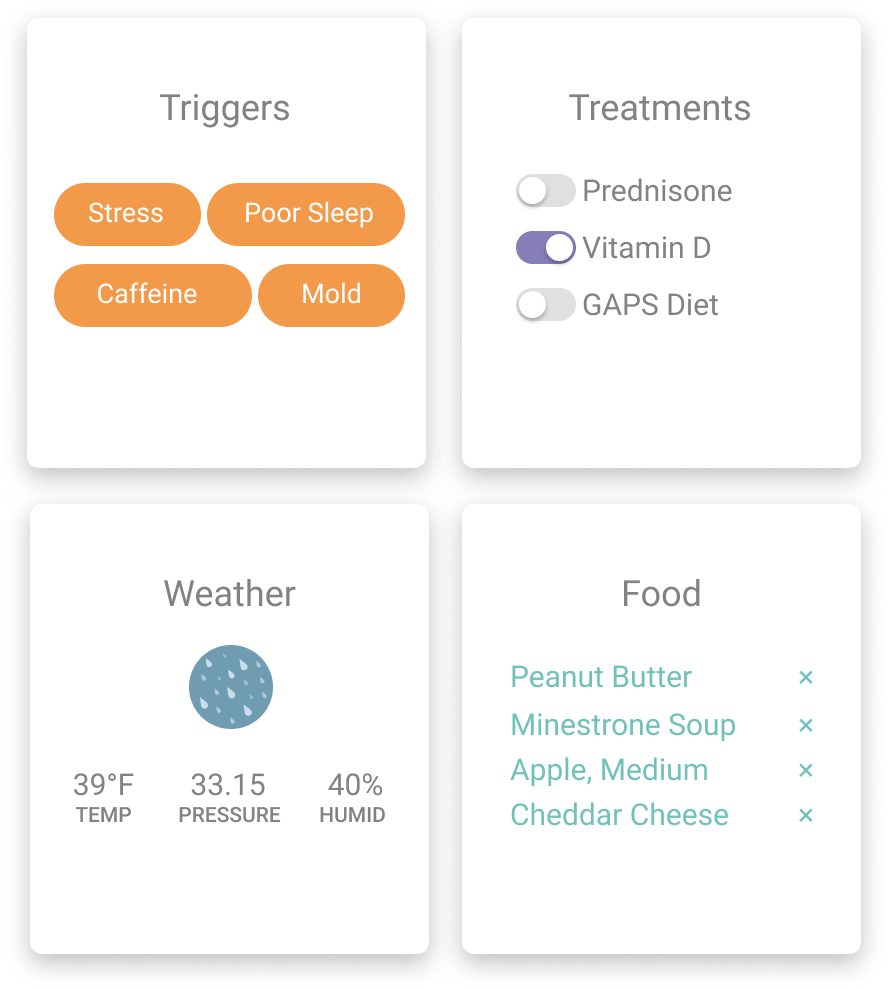 Triggers
Stress Poor Sleep
Caffeine Mold
Treatments
Prednisone
Vitamin D
GAPS Diet
Weather
39°F 33.15 40%
TEMP PRESSURE HUMID
Food
Peanut Butter ×
Minestrone Soup ×
Apple, Medium ×
Cheddar Cheese ×